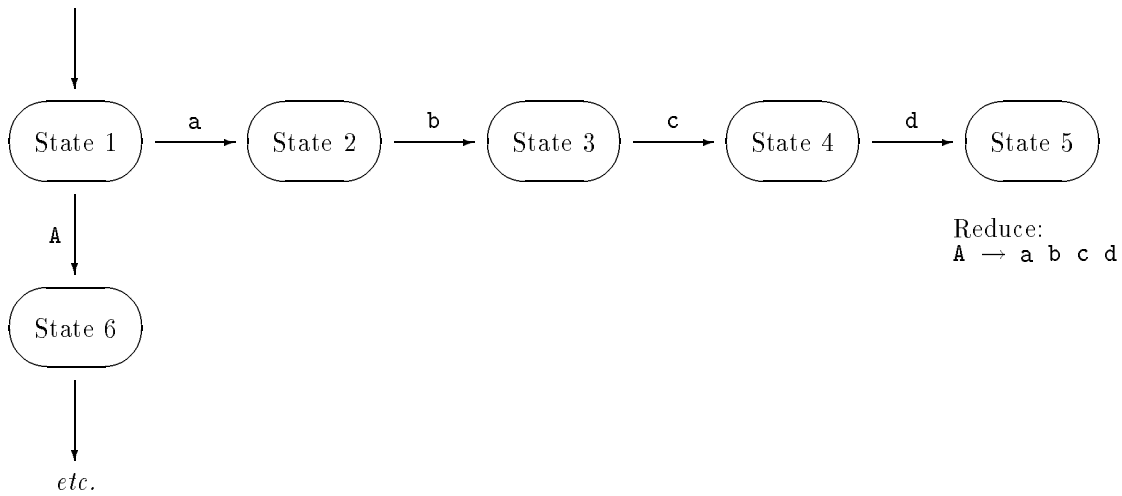 a b c d
State 1 State 2 State 3 State 4 State 5
Reduce:
A → a b c d
A
State 6
etc.